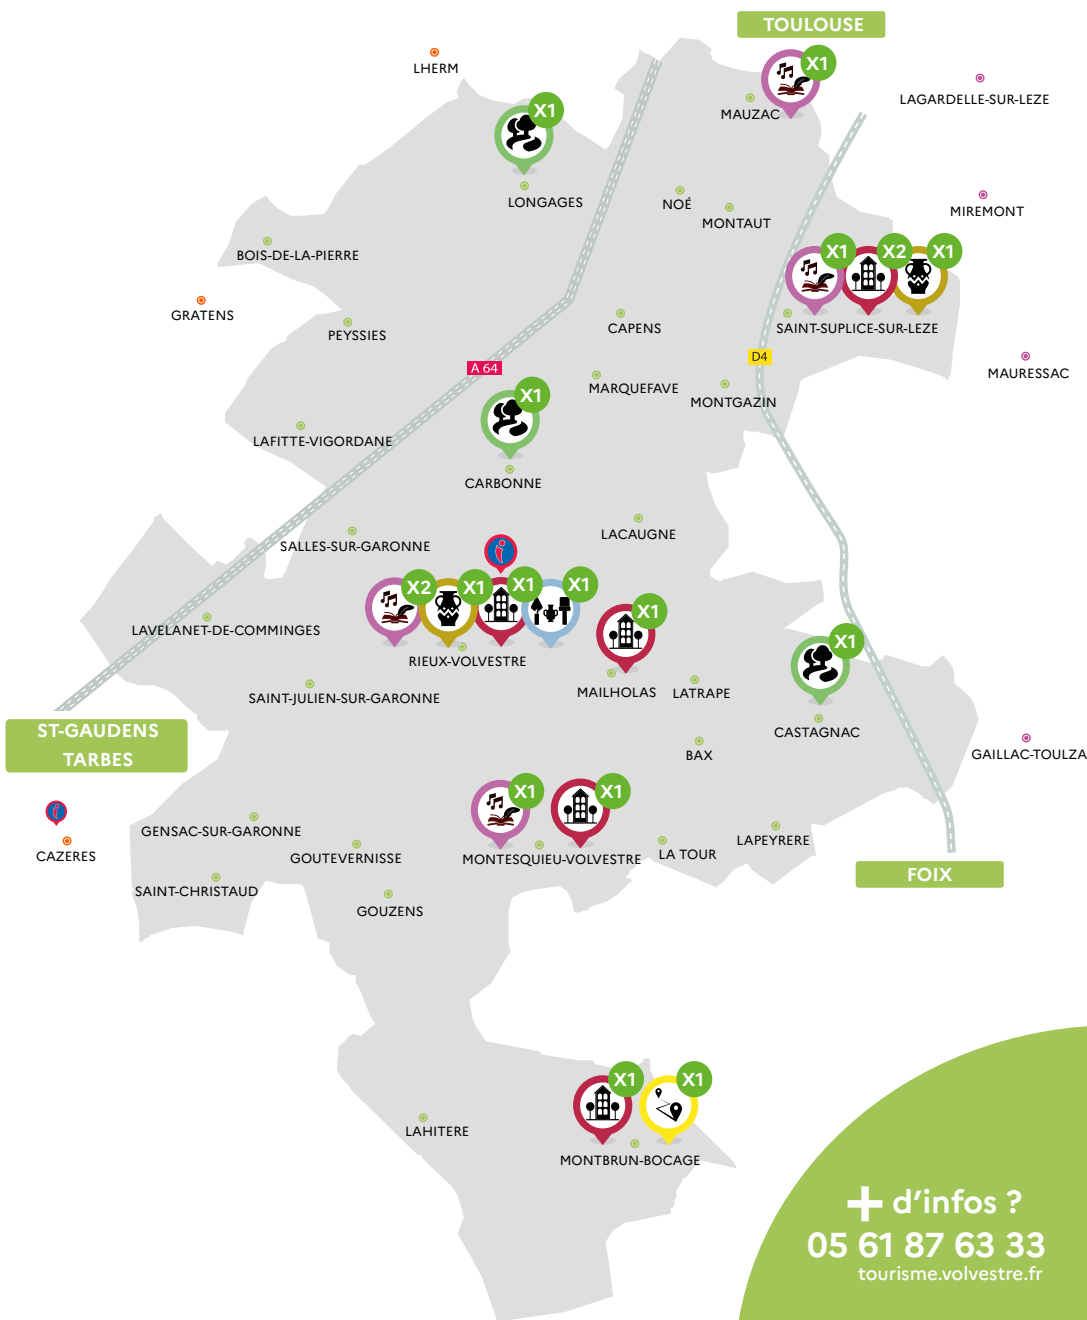 TOULOUSE
LHERM
X1
LAGARDELLE-SUR-LEZE
MAUZAC
X1
LONGAGES
NOÉ
MONTAUT
MIREMONT
BOIS-DE-LA-PIERRE
X1
X2
X1
GRATENS
PEYSSIES
CAPENS
SAINT-SUPLICE-SUR-LEZE
D4
A 64
MAURESSAC
MARQUEFAVE
MONTGAZIN
X1
LAFITTE-VIGORDANE
CARBONNE
LACAUGNE
SALLES-SUR-GARONNE
X2
X1
X1
X1
X1
LAVELANET-DE-COMMINGES
RIEUX-VOLVESTRE
X1
MAILHOLAS
LATRAPE
SAINT-JULIEN-SUR-GARONNE
CASTAGNAC
ST-GAUDENS
TARBES
BAX
GAILLAC-TOULZA
X1
X1
GENSAC-SUR-GARONNE
CAZERES
GOUTEVERNISSE
MONTESQUIEU-VOLVESTRE
LA TOUR
LAPEYRERE
FOIX
SAINT-CHRISTAUD
GOUZENS
X1
X1
LAHITERE
MONTBRUN-BOCAGE
+ d'infos ?
05 61 87 63 33
tourisme.volvestre.fr